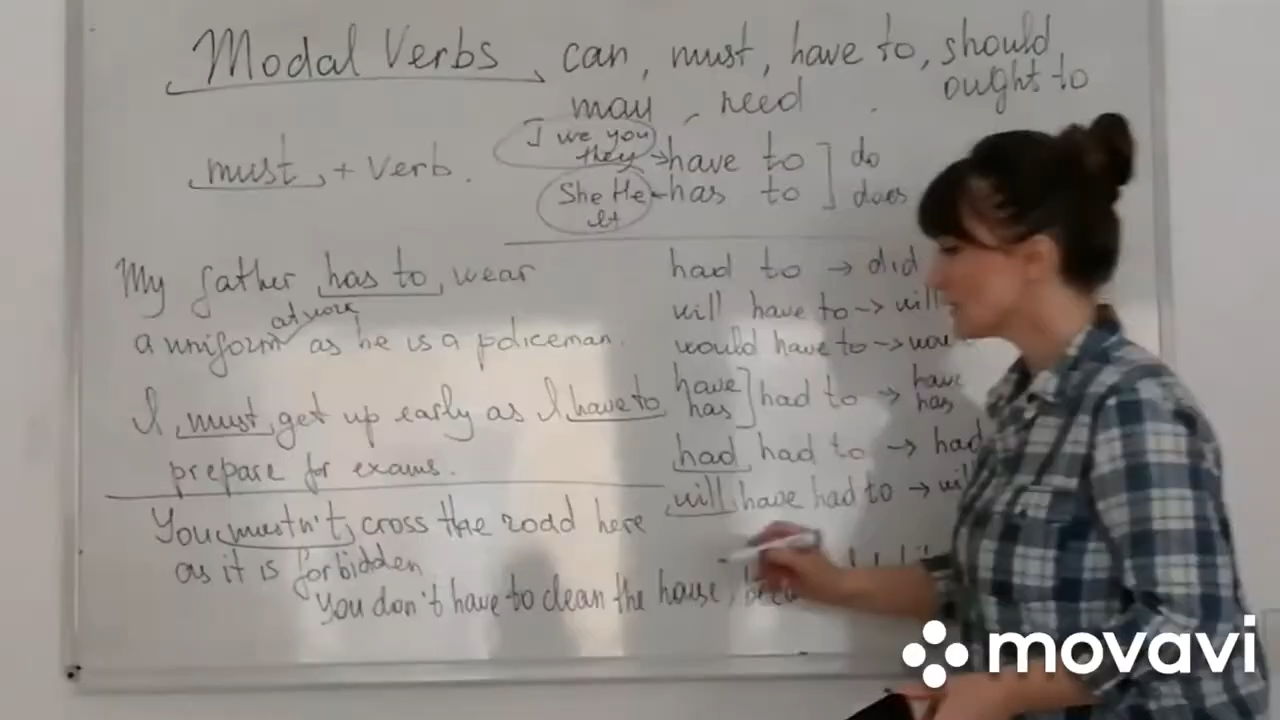 Modal Verbs can, must, have to, should,
may, need ought to
must + verb.
I we you
they → have to ] do
She He
It has to ] does
My father has to wear
a uniform at work as he is a policeman.
I must get up early as I have to
prepare for exams.
You mustn't cross the road here
as it is forbidden
You don't have to clean the house,
had to → did
will have to →
would have to →
have
has ] had to → have
has
had had to → had
will have had to →
movavi